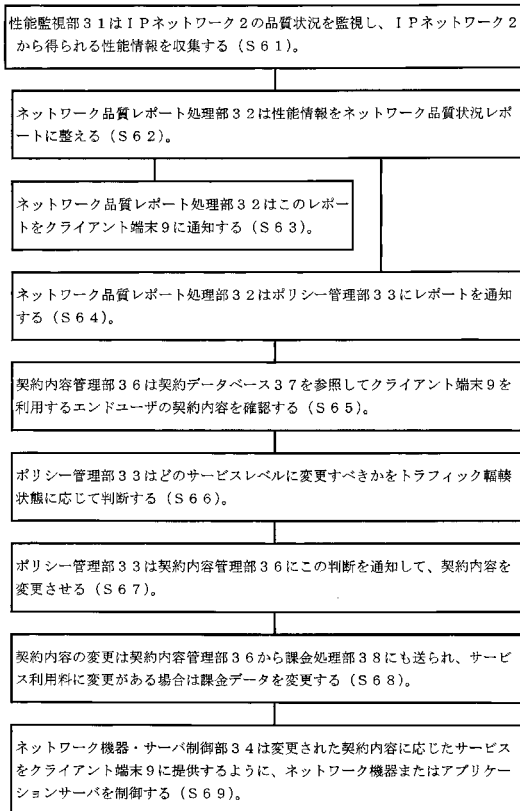 性能監視部31はIPネットワーク2の品質状況を監視し、IPネットワーク2
から得られる性能情報を収集する(S61)。
ネットワーク品質レポート処理部32は性能情報をネットワーク品質状況レポ
ートに整える(S62)。
ネットワーク品質レポート処理部32はこのレポー
トをクライアント端末9に通知する(S63)。
ネットワーク品質レポート処理部32はポリシー管理部33にレポートを通知
する(S64)。
契約内容管理部36は契約データベース37を参照してクライアント端末9を
利用するエンドユーザの契約内容を確認する(S65)。
ポリシー管理部33はどのサービスレベルに変更すべきかをトラフィック輻輳
状態に応じて判断する(S66)。
ポリシー管理部33は契約内容管理部36にこの判断を通知して、契約内容を
変更させる(S67)。
契約内容の変更は契約内容管理部36から課金処理部38にも送られ、サービ
ス利用料に変更がある場合は課金データを変更する(S68)。
ネットワーク機器・サーバ制御部34は変更された契約内容に応じたサービス
をクライアント端末9に提供するように、ネットワーク機器またはアプリケー
ションサーバを制御する(S69)。